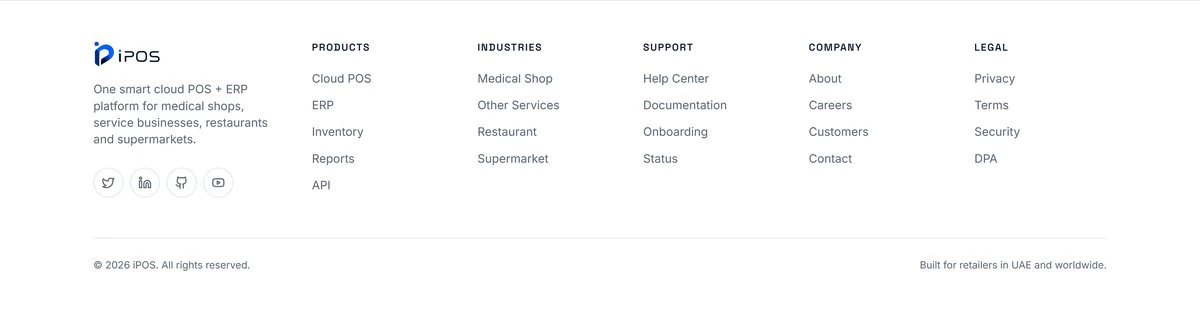 iPOS
One smart cloud POS + ERP
platform for medical shops,
service businesses, restaurants
and supermarkets.
PRODUCTS
Cloud POS
ERP
Inventory
Reports
API
INDUSTRIES
Medical Shop
Other Services
Restaurant
Supermarket
SUPPORT
Help Center
Documentation
Onboarding
Status
COMPANY
About
Careers
Customers
Contact
LEGAL
Privacy
Terms
Security
DPA
© 2026 iPOS. All rights reserved.
Built for retailers in UAE and worldwide.